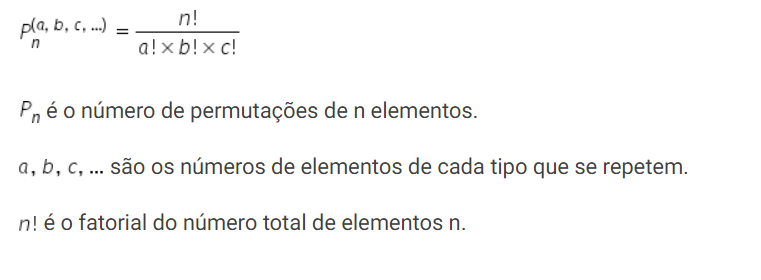 P_n^(a, b, c, ...) = n! / a! × b! × c!
P_n é o número de permutações de n elementos.
a, b, c, ... são os números de elementos de cada tipo que se repetem.
n! é o fatorial do número total de elementos n.